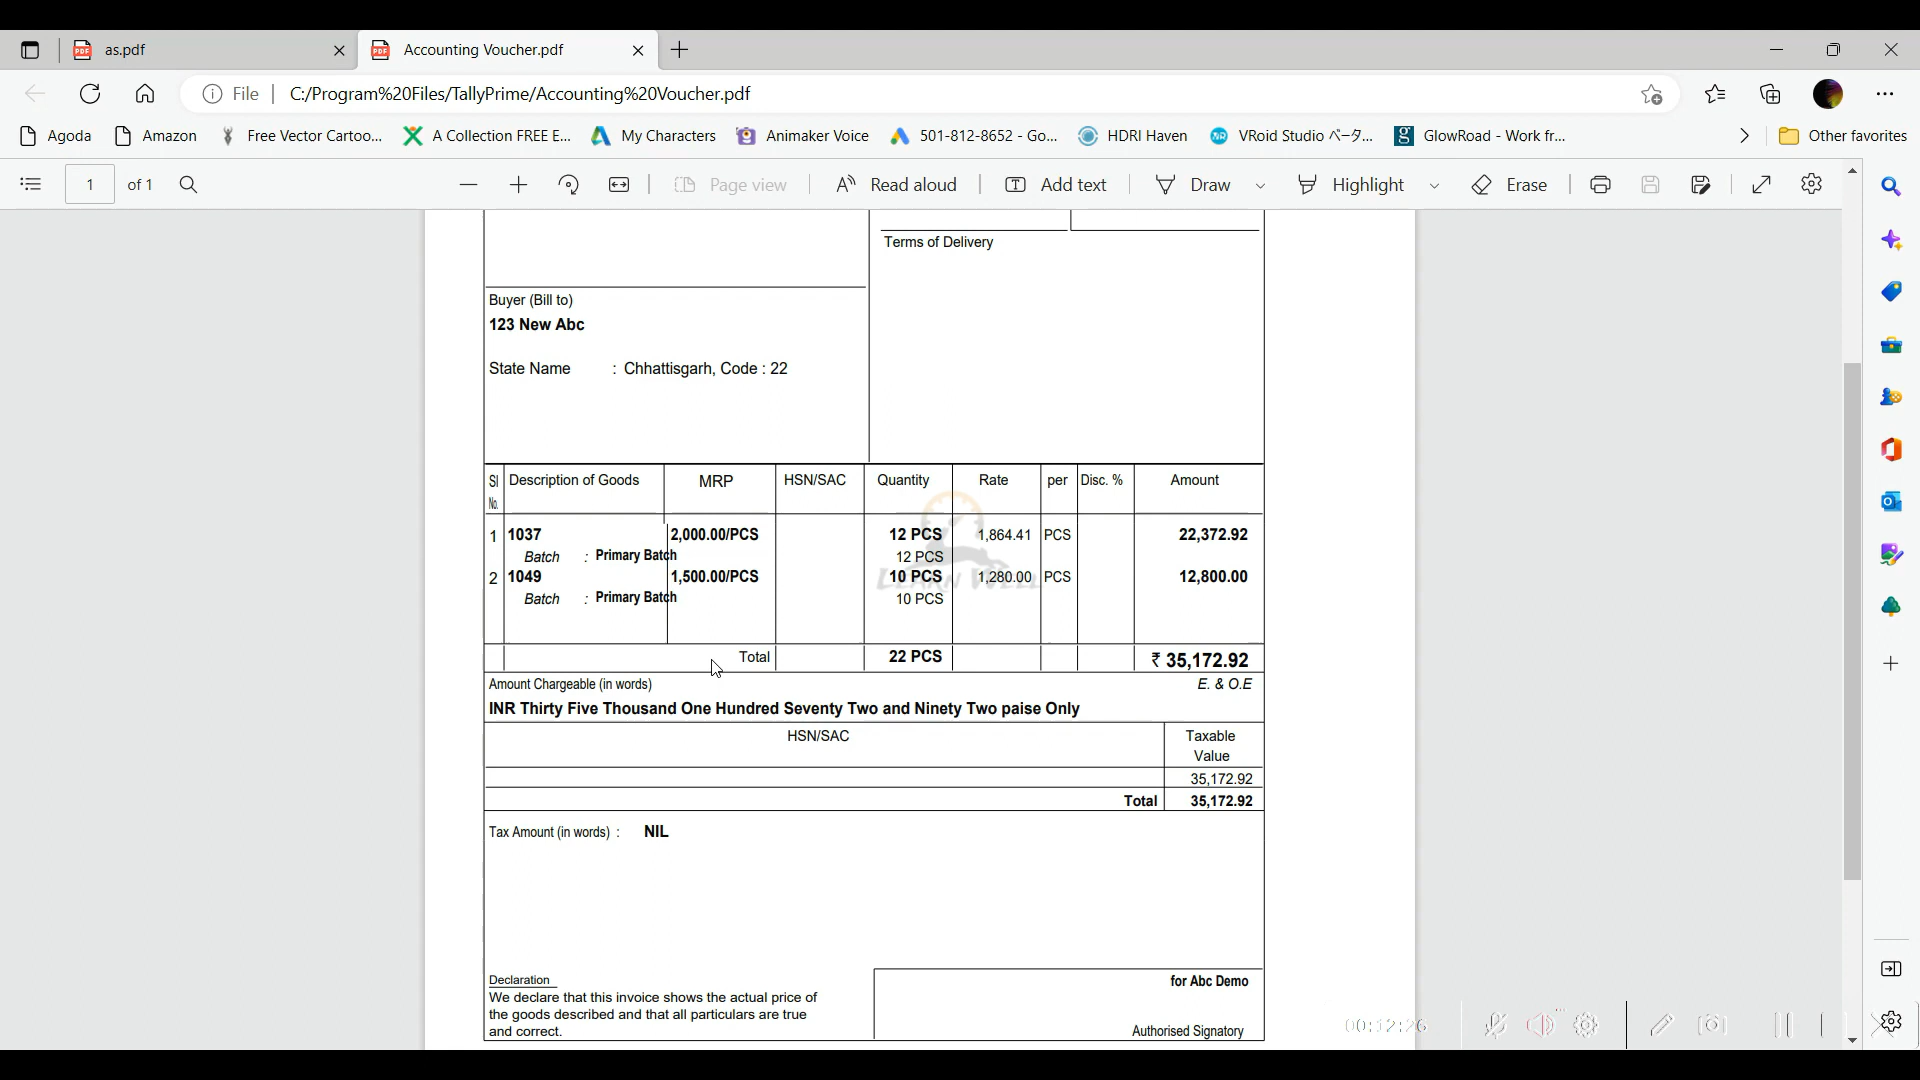 as.pdf
Accounting Voucher.pdf
File
C:/Program%20Files/TallyPrime/Accounting%20Voucher.pdf
Agoda
Amazon
Free Vector Cartoo...
A Collection FREE E...
My Characters
Animaker Voice
501-812-8652 - Go...
HDRI Haven
VRoid Studio ベータ...
GlowRoad - Work fr...
Other favorites
1 of 1
Page view
Read aloud
Add text
Draw
Highlight
Erase
Terms of Delivery
Buyer (Bill to)
123 New Abc
State Name : Chhattisgarh, Code : 22
Sl No. Description of Goods MRP HSN/SAC Quantity Rate per Disc. % Amount
1 1037 2,000.00/PCS 12 PCS 1,864.41 PCS 22,372.92
Batch : Primary Batch 12 PCS
2 1049 1,500.00/PCS 10 PCS 1,280.00 PCS 12,800.00
Batch : Primary Batch 10 PCS
LEARN WELL
Total 22 PCS ₹ 35,172.92
Amount Chargeable (in words) E. & O.E
INR Thirty Five Thousand One Hundred Seventy Two and Ninety Two paise Only
HSN/SAC Taxable
Value
35,172.92
Total 35,172.92
Tax Amount (in words) : NIL
Declaration
We declare that this invoice shows the actual price of
the goods described and that all particulars are true
and correct.
for Abc Demo
Authorised Signatory
00:12:26